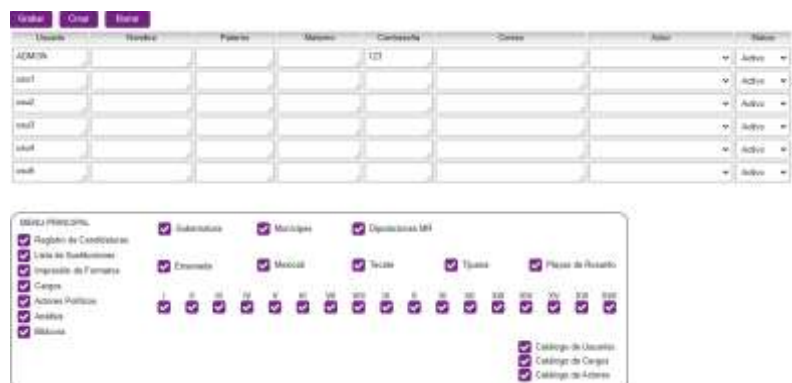 Grabar Crear Borrar
Usuario Nombre Paterno Materno Contraseña Correo Actor Status
ADMON 123 Activo
usu1 Activo
usu2 Activo
usu3 Activo
usu4 Activo
usu5 Activo
MENU PRINCIPAL
Registro de Candidaturas
Lista de Sustituciones
Impresión de Formatos
Cargos
Actores Políticos
Análisis
Bitácora
Gubernatura Munícipes Diputaciones MR
Ensenada Mexicali Tecate Tijuana Playas de Rosarito
I II III IV V VI VII VIII IX X XI XII XIII XIV XV XVI XVII
Catálogo de Usuarios
Catálogo de Cargos
Catálogo de Actores